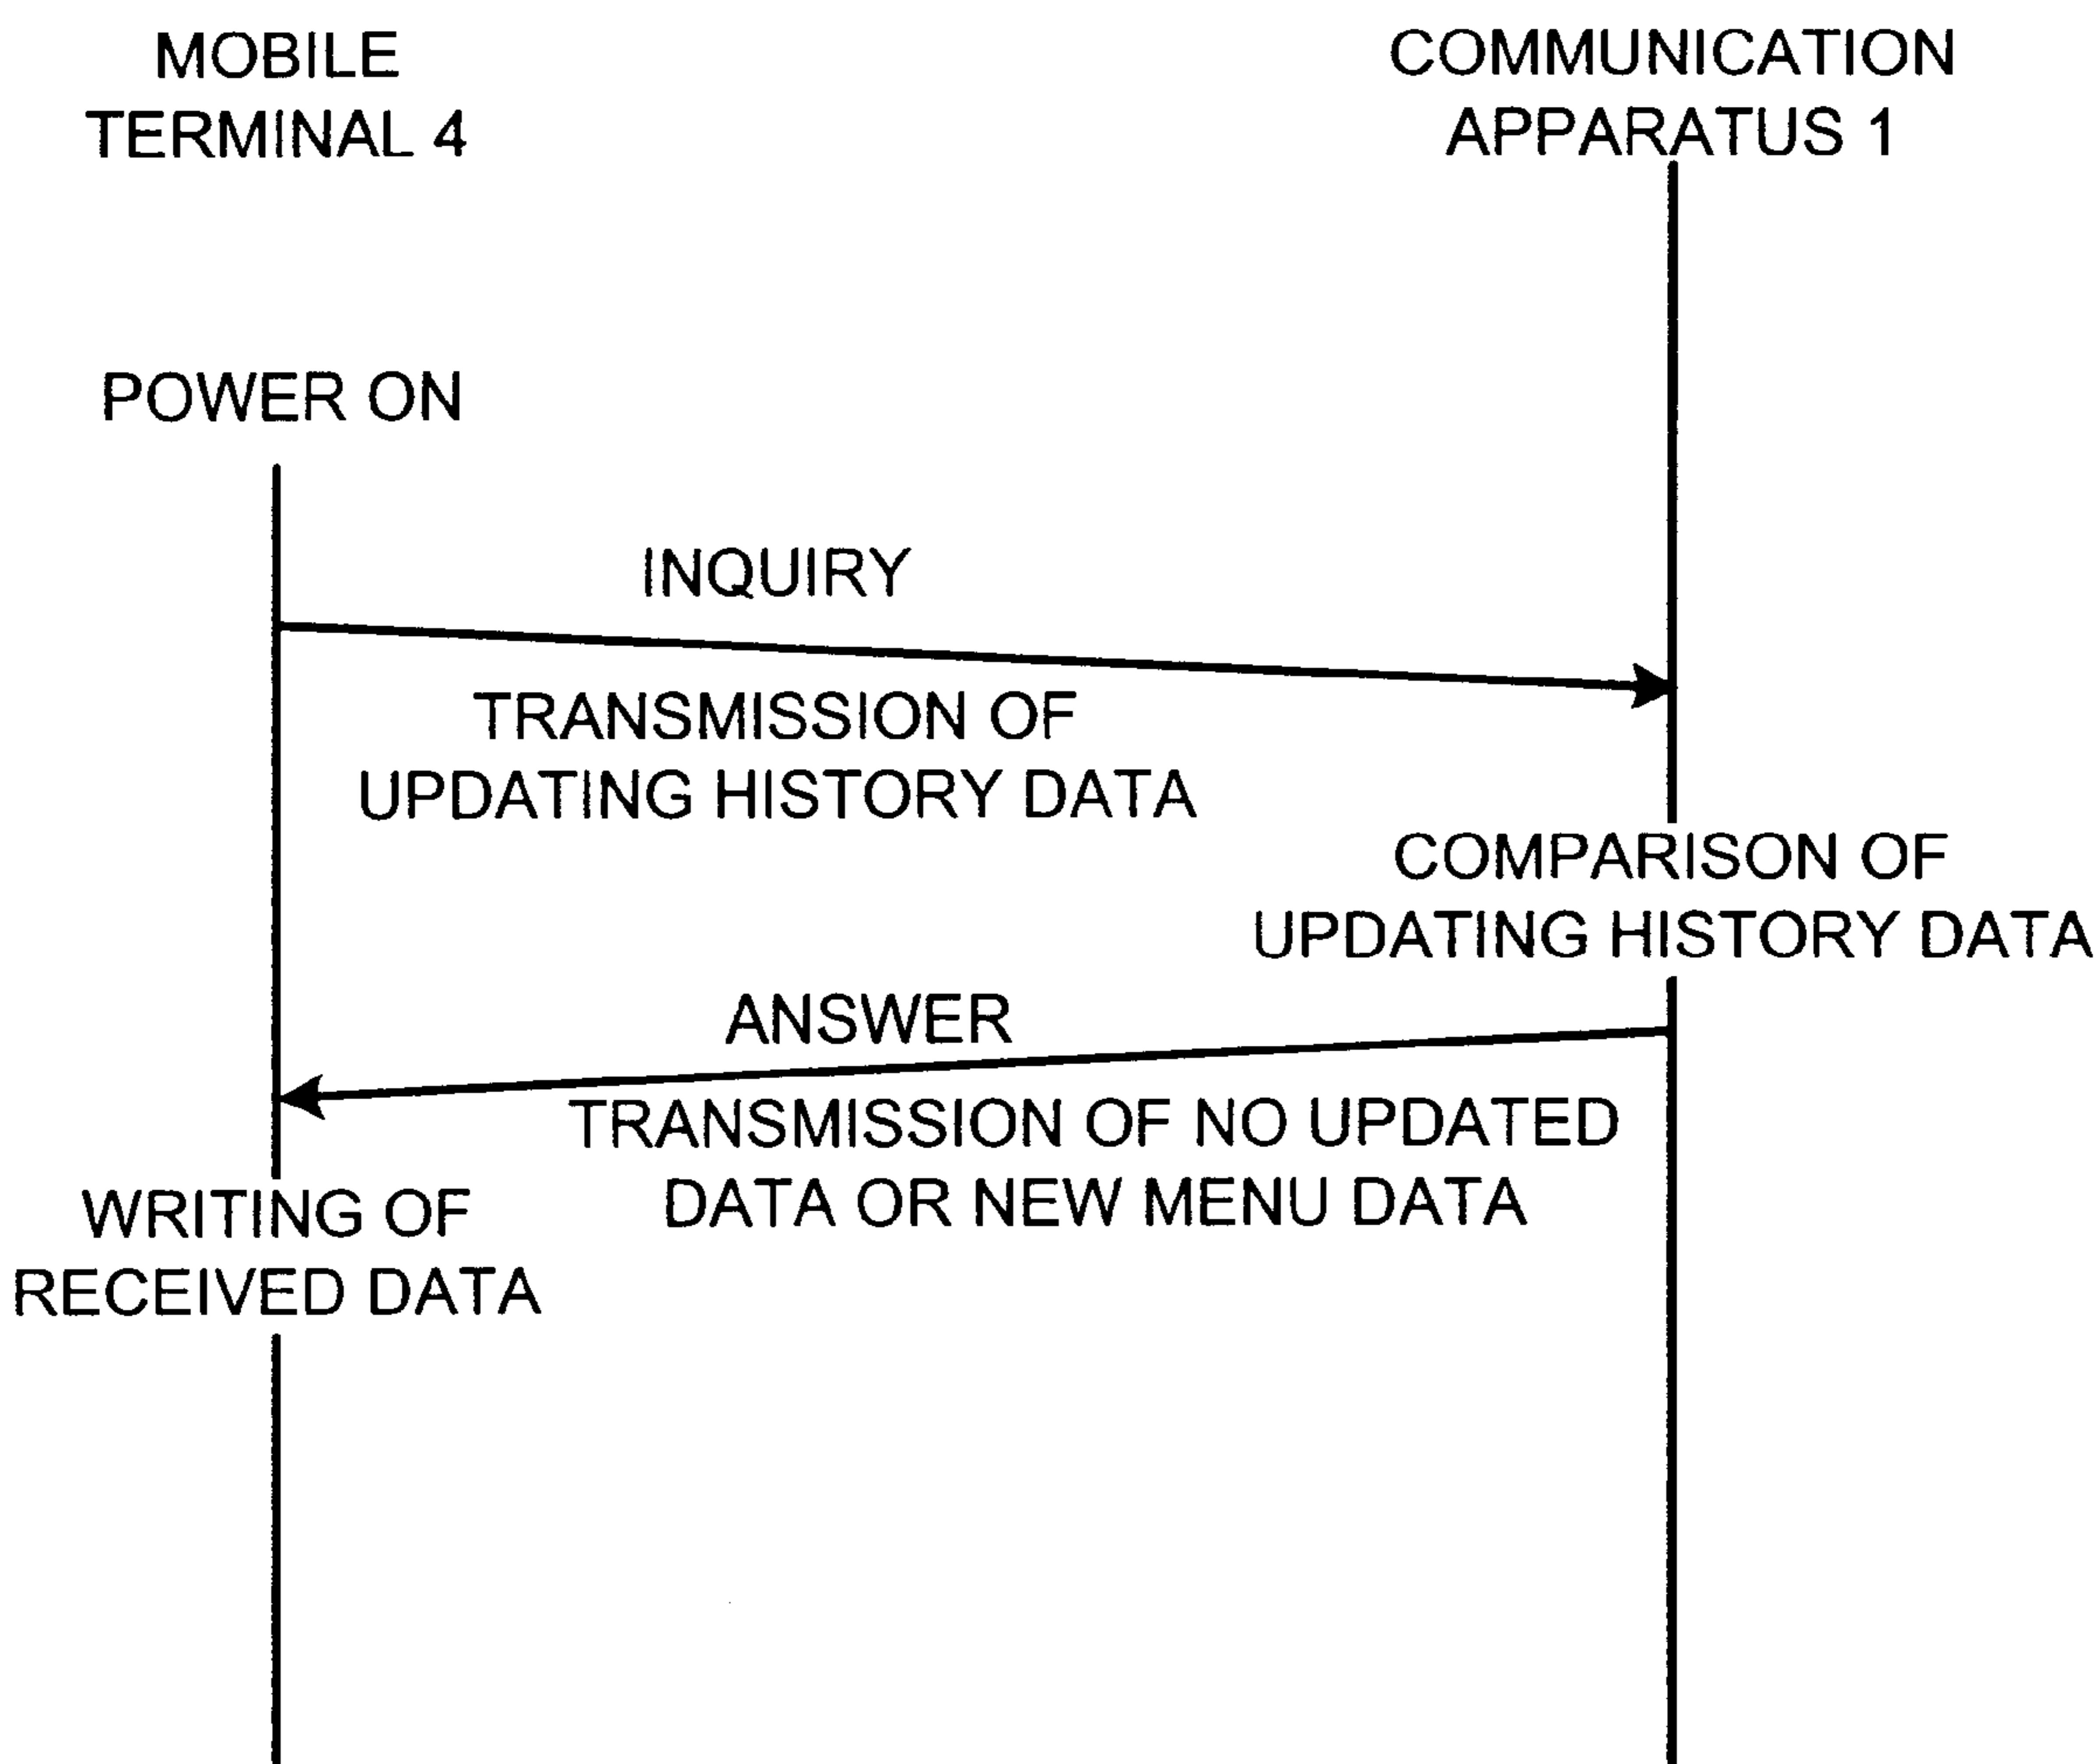 MOBILE
TERMINAL 4
COMMUNICATION
APPARATUS 1
POWER ON
INQUIRY
TRANSMISSION OF
UPDATING HISTORY DATA
COMPARISON OF
UPDATING HISTORY DATA
ANSWER
TRANSMISSION OF NO UPDATED
DATA OR NEW MENU DATA
WRITING OF
RECEIVED DATA